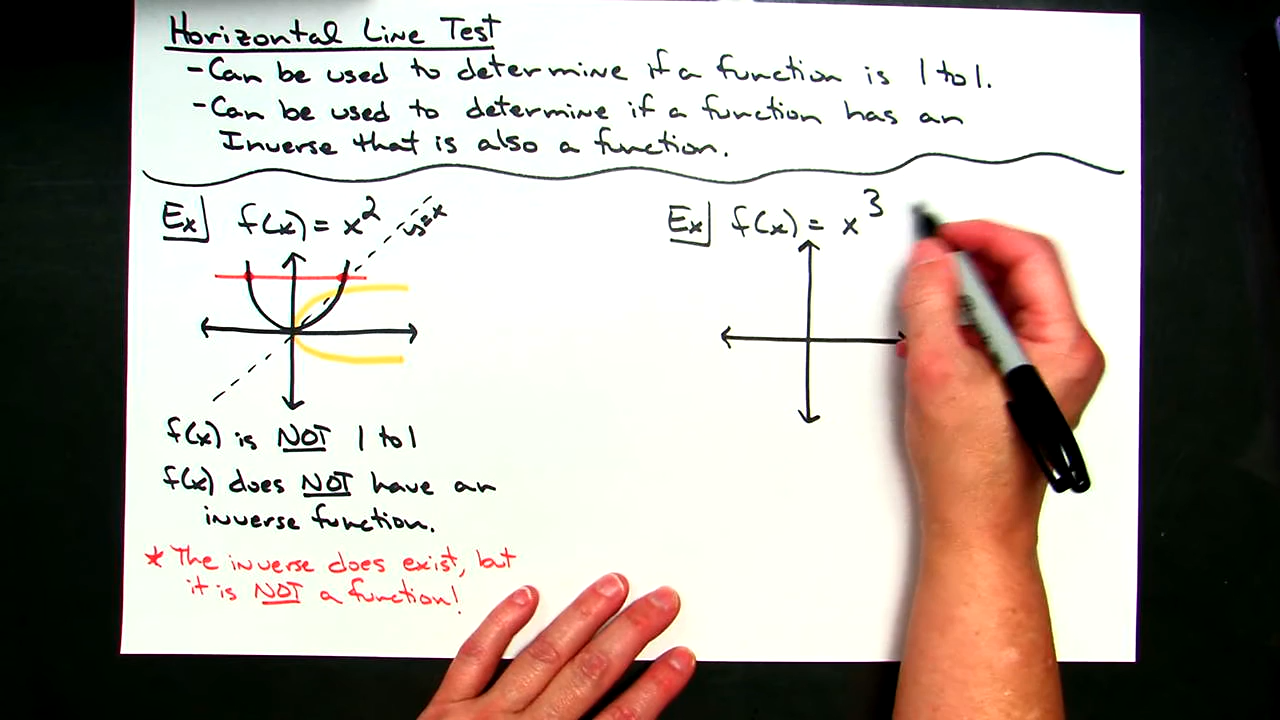 Horizontal Line Test
-Can be used to determine if a function is 1 to 1.
-Can be used to determine if a function has an
Inverse that is also a function.
Ex f(x) = x²
y=x
f(x) is NOT 1 to 1
f(x) does NOT have an
inverse function.
* The inverse does exist, but
it is NOT a function!
Ex f(x) = x³